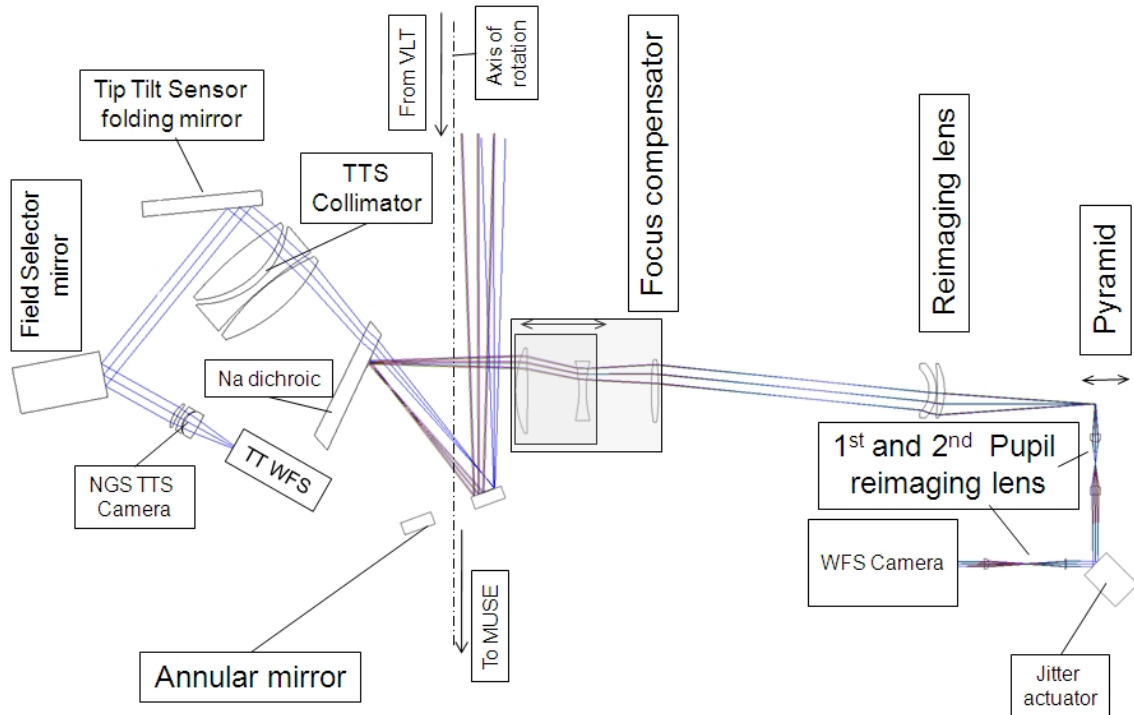 From VLT
Axis of
rotation
Tip Tilt Sensor
folding mirror
TTS
Collimator
Focus compensator
Reimaging lens
Pyramid
Field Selector
mirror
Na dichroic
NGS TTS
Camera
TT WFS
1st and 2nd Pupil
reimaging lens
WFS Camera
To MUSE
Annular mirror
Jitter
actuator